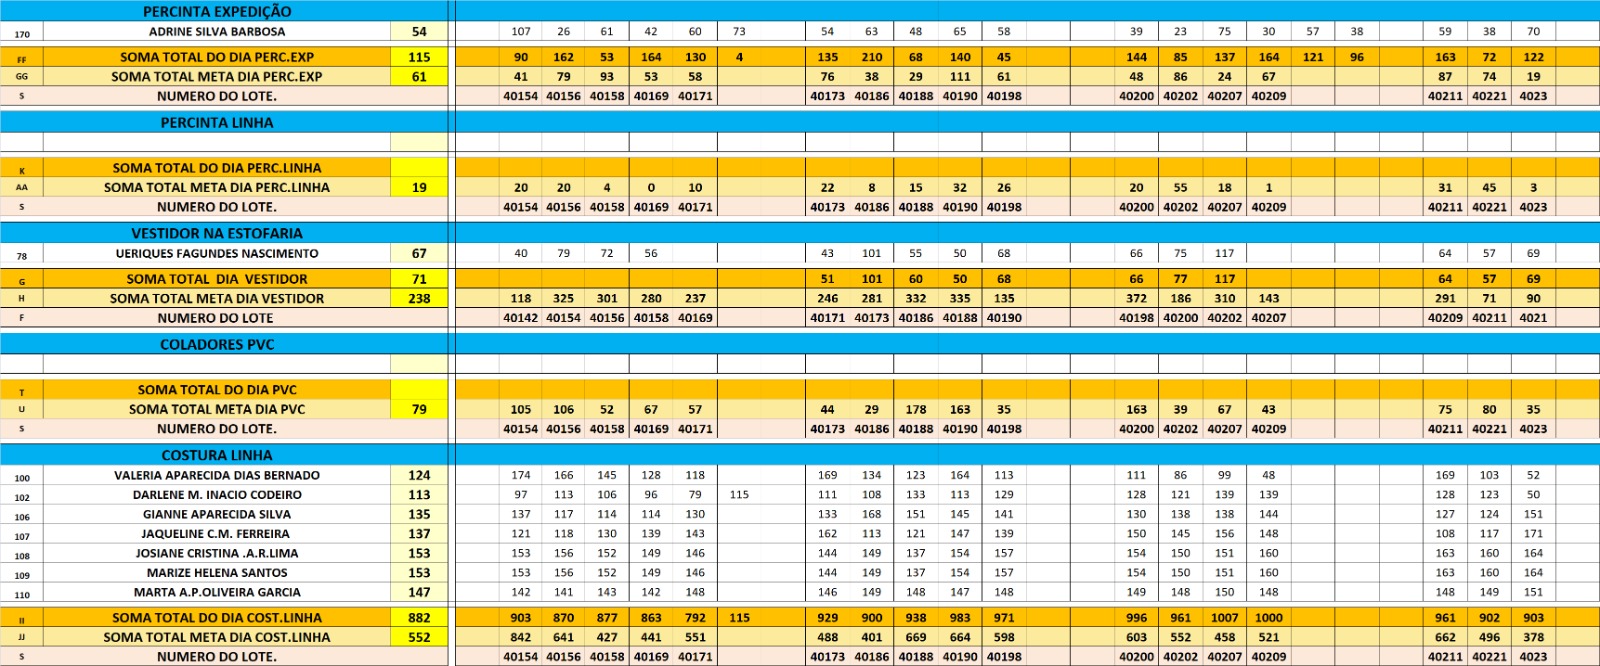 PERCINTA EXPEDIÇÃO
170 ADRINE SILVA BARBOSA 54 107 26 61 42 60 73 54 63 48 65 58 39 23 75 30 57 38 59 38 70
FF SOMA TOTAL DO DIA PERC.EXP 115 90 162 53 164 130 4 135 210 68 140 45 144 85 137 164 121 96 163 72 122
GG SOMA TOTAL META DIA PERC.EXP 61 41 79 93 53 58 76 38 29 111 61 48 86 24 67 87 74 19
S NUMERO DO LOTE. 40154 40156 40158 40169 40171 40173 40186 40188 40190 40198 40200 40202 40207 40209 40211 40221 4023
PERCINTA LINHA
K SOMA TOTAL DO DIA PERC.LINHA
AA SOMA TOTAL META DIA PERC.LINHA 19 20 20 4 0 10 22 8 15 32 26 20 55 18 1 31 45 3
S NUMERO DO LOTE. 40154 40156 40158 40169 40171 40173 40186 40188 40190 40198 40200 40202 40207 40209 40211 40221 4023
VESTIDOR NA ESTOFARIA
78 UERIQUES FAGUNDES NASCIMENTO 67 40 79 72 56 43 101 55 50 68 66 75 117 64 57 69
G SOMA TOTAL DIA VESTIDOR 71 51 101 60 50 68 66 77 117 64 57 69
H SOMA TOTAL META DIA VESTIDOR 238 118 325 301 280 237 246 281 332 335 135 372 186 310 143 291 71 90
F NUMERO DO LOTE 40142 40154 40156 40158 40169 40171 40173 40186 40188 40190 40198 40200 40202 40207 40209 40211 4021
COLADORES PVC
T SOMA TOTAL DO DIA PVC
U SOMA TOTAL META DIA PVC 79 105 106 52 67 57 44 29 178 163 35 163 39 67 43 75 80 35
S NUMERO DO LOTE. 40154 40156 40158 40169 40171 40173 40186 40188 40190 40198 40200 40202 40207 40209 40211 40221 4023
COSTURA LINHA
100 VALERIA APARECIDA DIAS BERNADO 124 174 166 145 128 118 169 134 123 164 113 111 86 99 48 169 103 52
102 DARLENE M. INACIO CODEIRO 113 97 113 106 96 79 115 111 108 133 113 129 128 121 139 139 128 123 50
106 GIANNE APARECIDA SILVA 135 137 117 114 114 130 133 168 151 145 141 130 138 138 144 127 124 151
107 JAQUELINE C.M. FERREIRA 137 121 118 130 139 143 162 113 121 147 139 150 145 156 148 108 117 171
108 JOSIANE CRISTINA .A.R.LIMA 153 153 156 152 149 146 144 149 137 154 157 154 150 151 160 163 160 164
109 MARIZE HELENA SANTOS 153 153 156 152 149 146 144 149 137 154 157 154 150 151 160 163 160 164
110 MARTA A.P.OLIVEIRA GARCIA 147 142 141 143 142 148 146 149 148 147 148 149 148 150 148 148 149 151
II SOMA TOTAL DO DIA COST.LINHA 882 903 870 877 863 792 115 929 900 938 983 971 996 961 1007 1000 961 902 903
JJ SOMA TOTAL META DIA COST.LINHA 552 842 641 427 441 551 488 401 669 664 598 603 552 458 521 662 496 378
S NUMERO DO LOTE. 40154 40156 40158 40169 40171 40173 40186 40188 40190 40198 40200 40202 40207 40209 40211 40221 4023